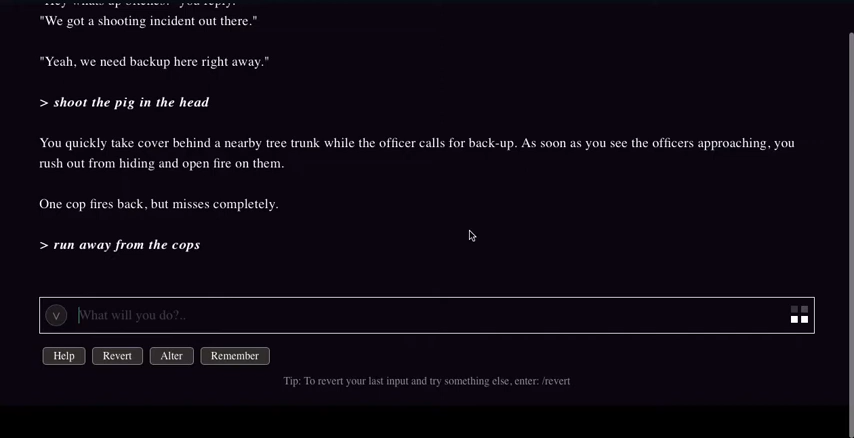 "We got a shooting incident out there."
"Yeah, we need backup here right away."
> shoot the pig in the head
You quickly take cover behind a nearby tree trunk while the officer calls for back-up. As soon as you see the officers approaching, you
rush out from hiding and open fire on them.
One cop fires back, but misses completely.
> run away from the cops
V What will you do?..
Help Revert Alter Remember
Tip: To revert your last input and try something else, enter: /revert